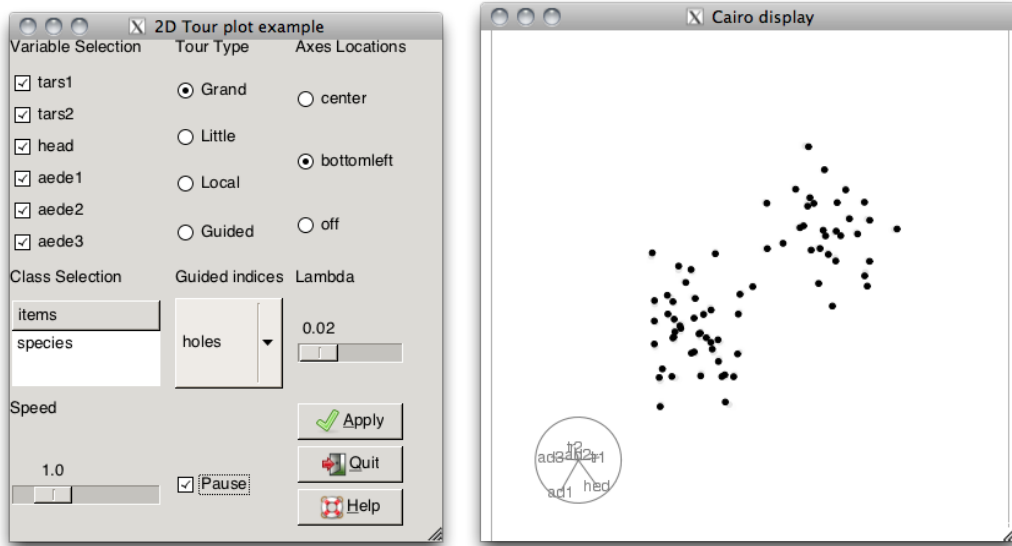 2D Tour plot example
Variable Selection
tars1
tars2
head
aede1
aede2
aede3
Tour Type
Grand
Little
Local
Guided
Axes Locations
center
bottomleft
off
Class Selection
items
species
Guided indices
holes
Lambda
0.02
Speed
1.0
Pause
Apply
Quit
Help
Cairo display
ad3
tr1
ad1
hed